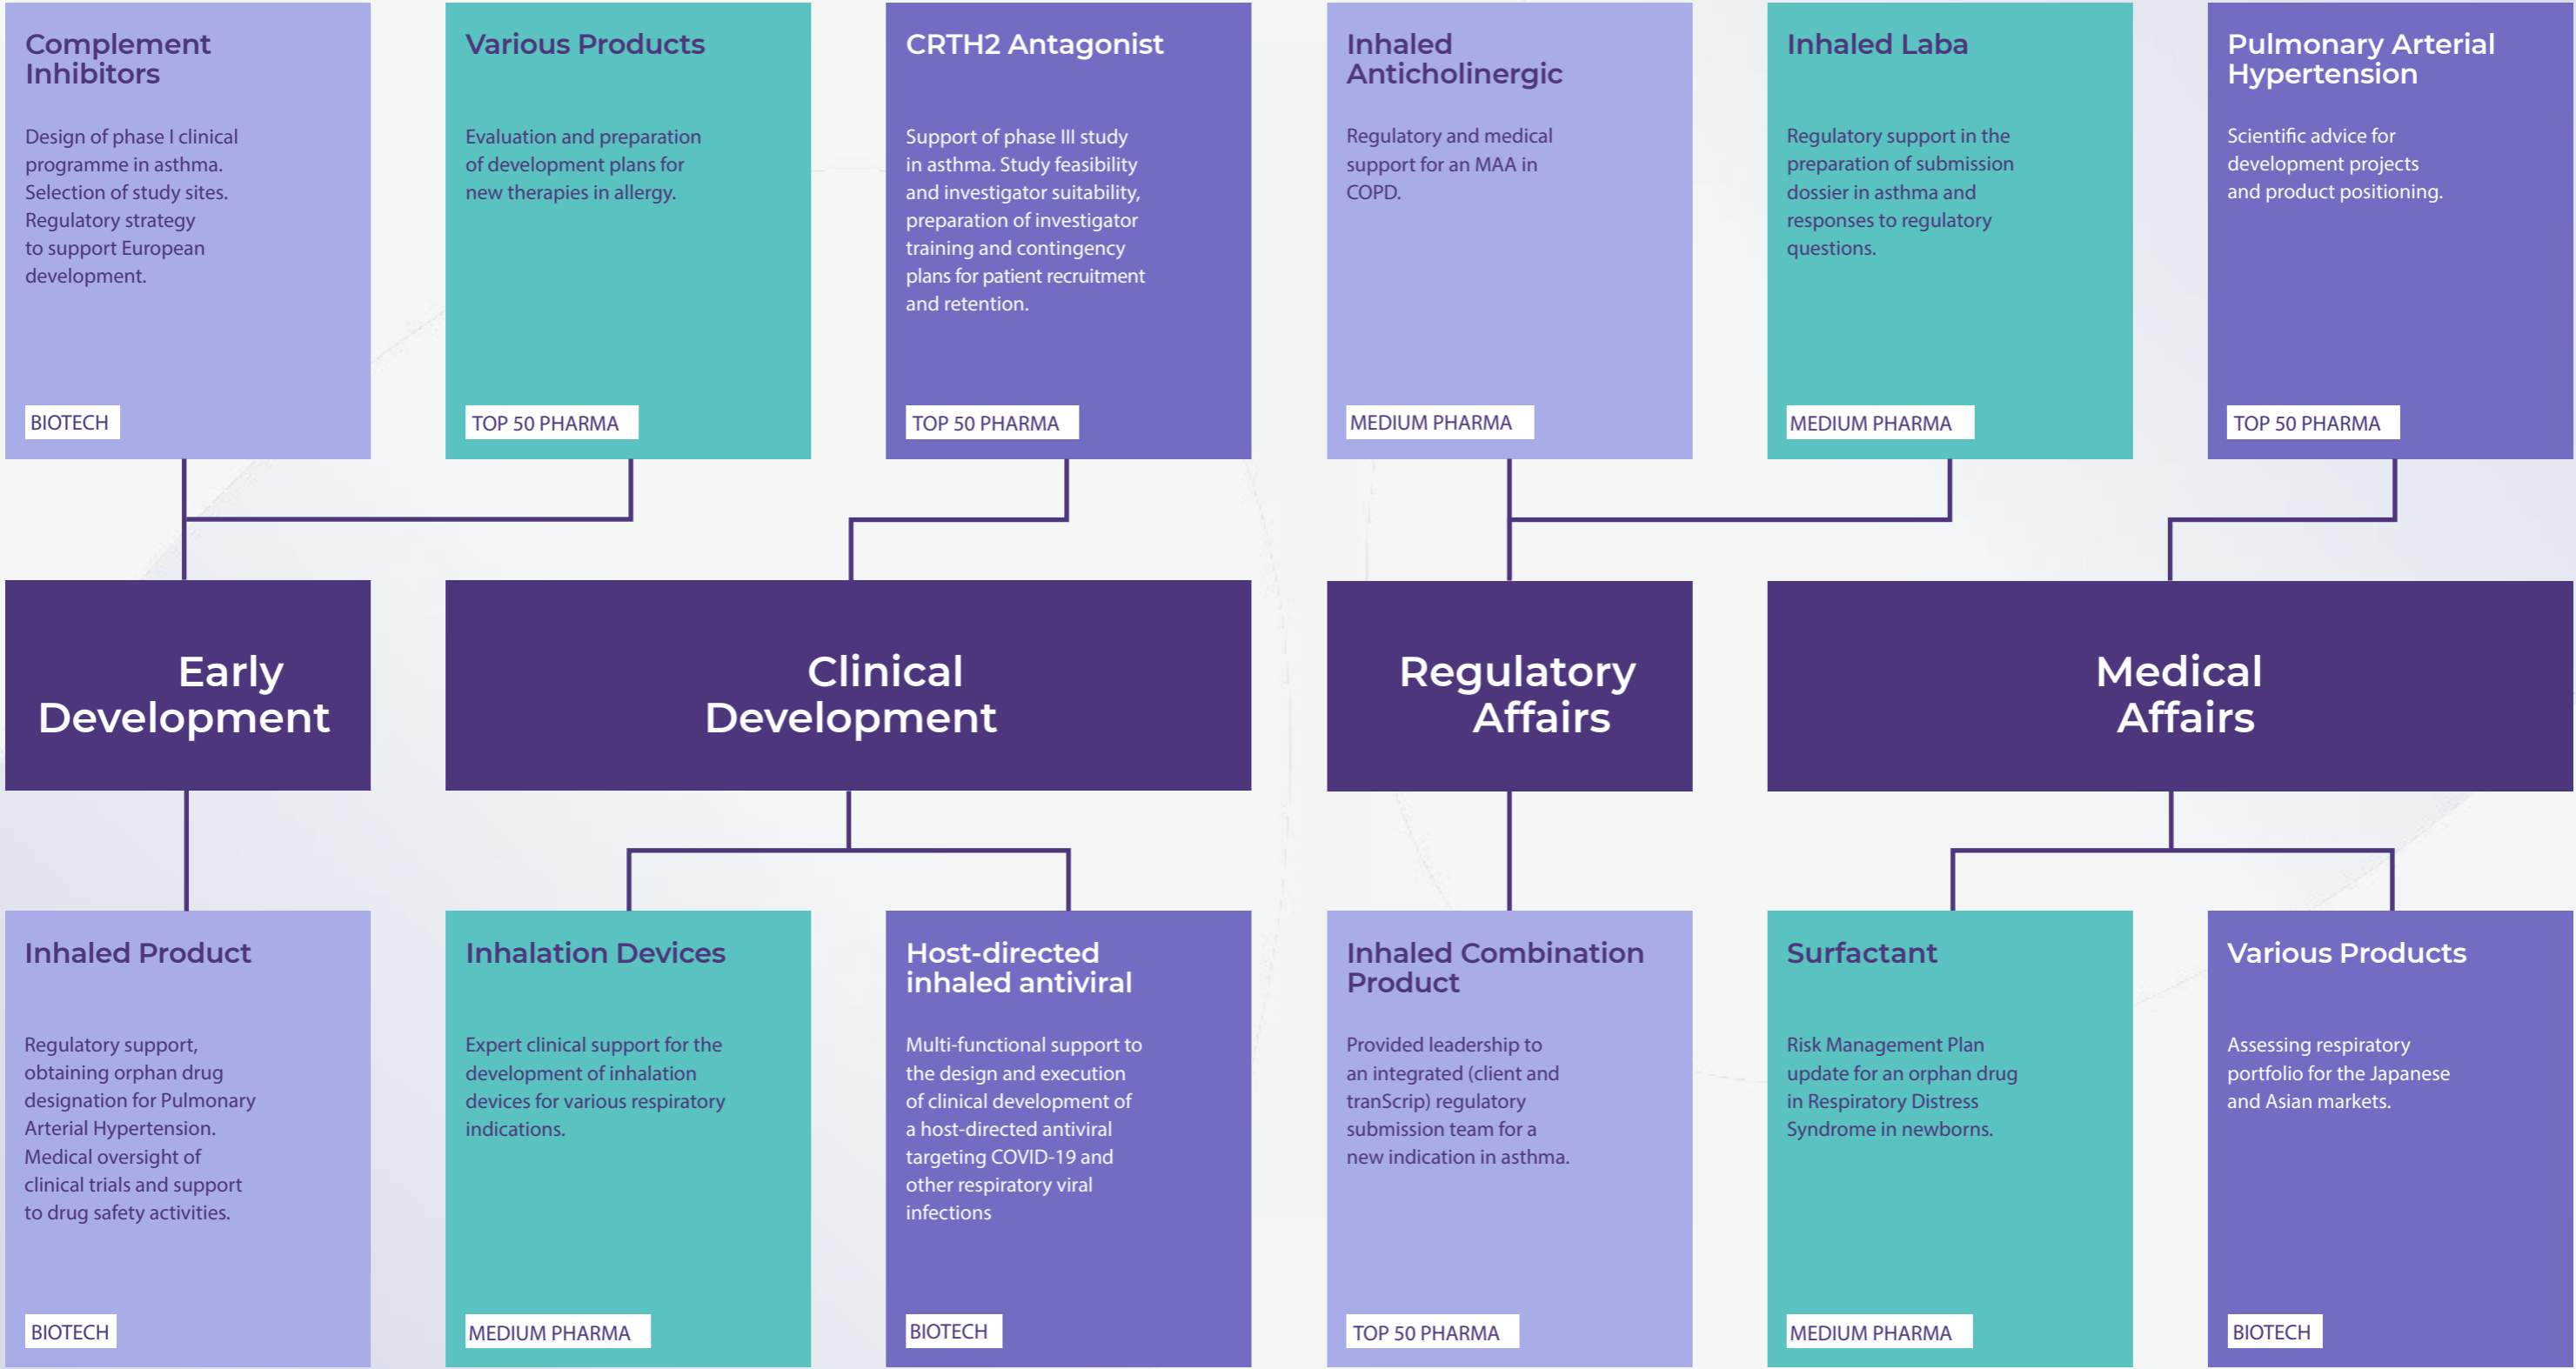 Complement
Inhibitors
Design of phase I clinical
programme in asthma.
Selection of study sites.
Regulatory strategy
to support European
development.
BIOTECH
Various Products
Evaluation and preparation
of development plans for
new therapies in allergy.
TOP 50 PHARMA
CRTH2 Antagonist
Support of phase III study
in asthma. Study feasibility
and investigator suitability,
preparation of investigator
training and contingency
plans for patient recruitment
and retention.
TOP 50 PHARMA
Inhaled
Anticholinergic
Regulatory and medical
support for an MAA in
COPD.
MEDIUM PHARMA
Inhaled Laba
Regulatory support in the
preparation of submission
dossier in asthma and
responses to regulatory
questions.
MEDIUM PHARMA
Pulmonary Arterial
Hypertension
Scientific advice for
development projects
and product positioning.
TOP 50 PHARMA
Early
Development
Clinical
Development
Regulatory
Affairs
Medical
Affairs
Inhaled Product
Regulatory support,
obtaining orphan drug
designation for Pulmonary
Arterial Hypertension.
Medical oversight of
clinical trials and support
to drug safety activities.
BIOTECH
Inhalation Devices
Expert clinical support for the
development of inhalation
devices for various respiratory
indications.
MEDIUM PHARMA
Host-directed
inhaled antiviral
Multi-functional support to
the design and execution
of clinical development of
a host-directed antiviral
targeting COVID-19 and
other respiratory viral
infections
BIOTECH
Inhaled Combination
Product
Provided leadership to
an integrated (client and
tranScrip) regulatory
submission team for a
new indication in asthma.
TOP 50 PHARMA
Surfactant
Risk Management Plan
update for an orphan drug
in Respiratory Distress
Syndrome in newborns.
MEDIUM PHARMA
Various Products
Assessing respiratory
portfolio for the Japanese
and Asian markets.
BIOTECH